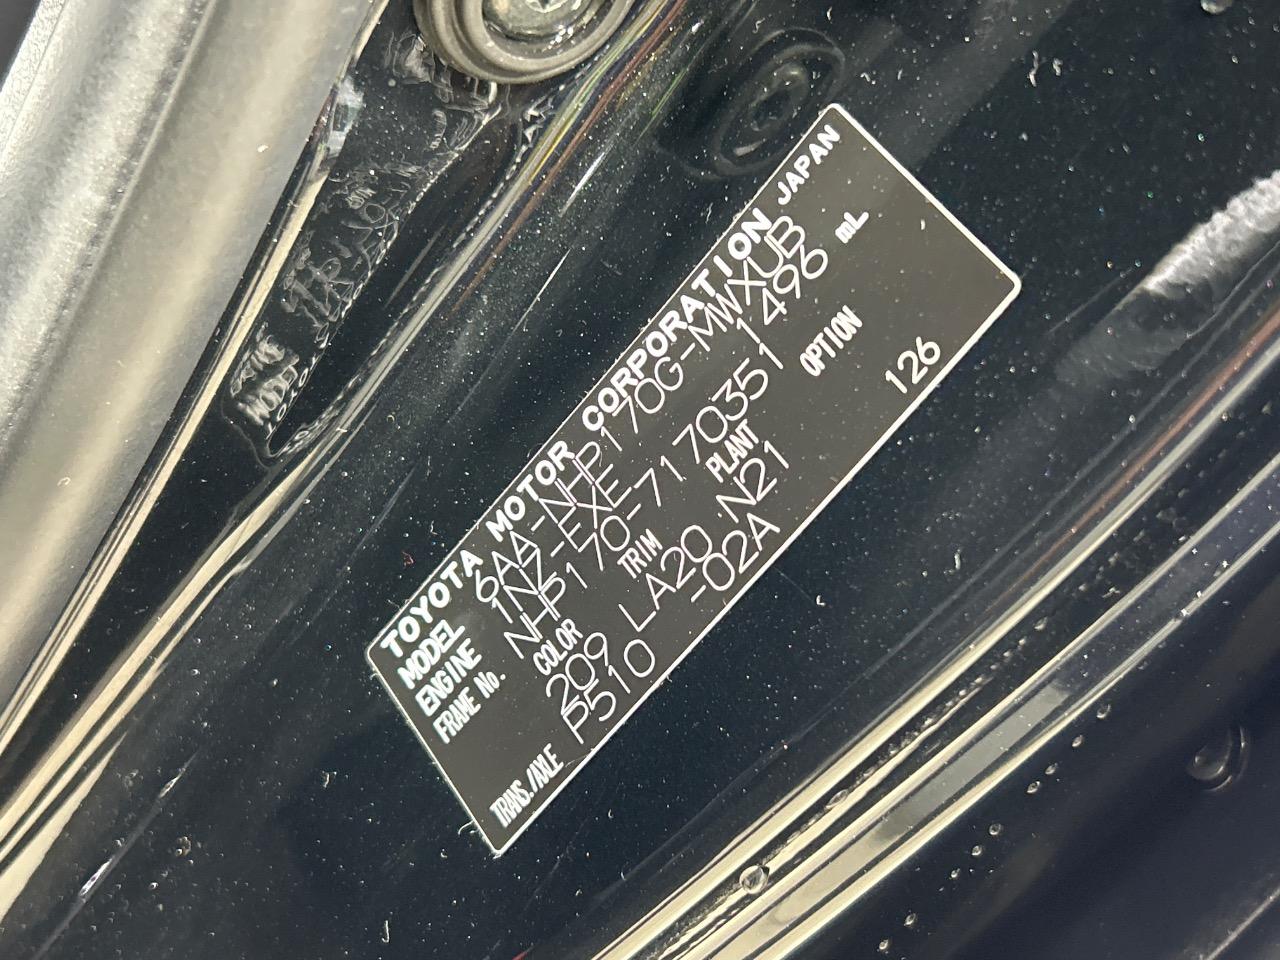 TOYOTA MOTOR CORPORATION JAPAN
MODEL 6AA-NHP170G-MWXUB
ENGINE 1NZ-EXE 1496 mL
FRAME No. NHP170-7170351
COLOR TRIM PLANT OPTION
209 LA20 N21 126
TRANS./AXLE P510 -02A